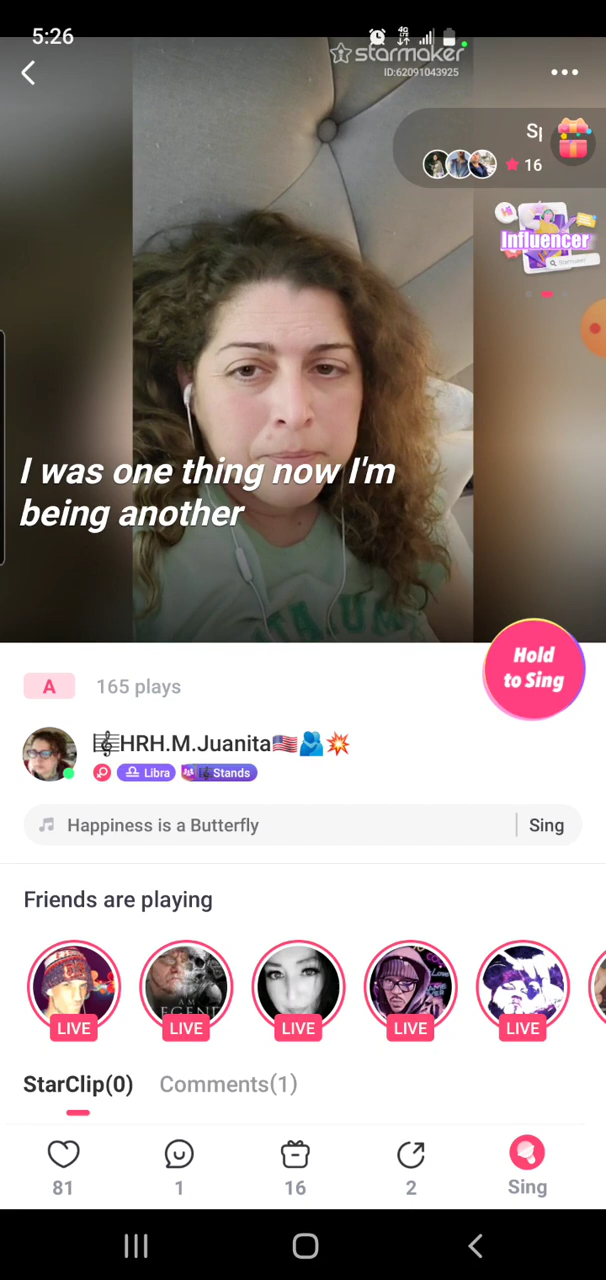 5:26
starmaker
ID:62091043925
16
Influencer
I was one thing now I'm
being another
Hold
to Sing
A
165 plays
HRH.M.Juanita
Libra
Stands
Happiness is a Butterfly
Sing
Friends are playing
LIVE
LIVE
LIVE
LIVE
LIVE
StarClip(0)
Comments(1)
81
1
16
2
Sing